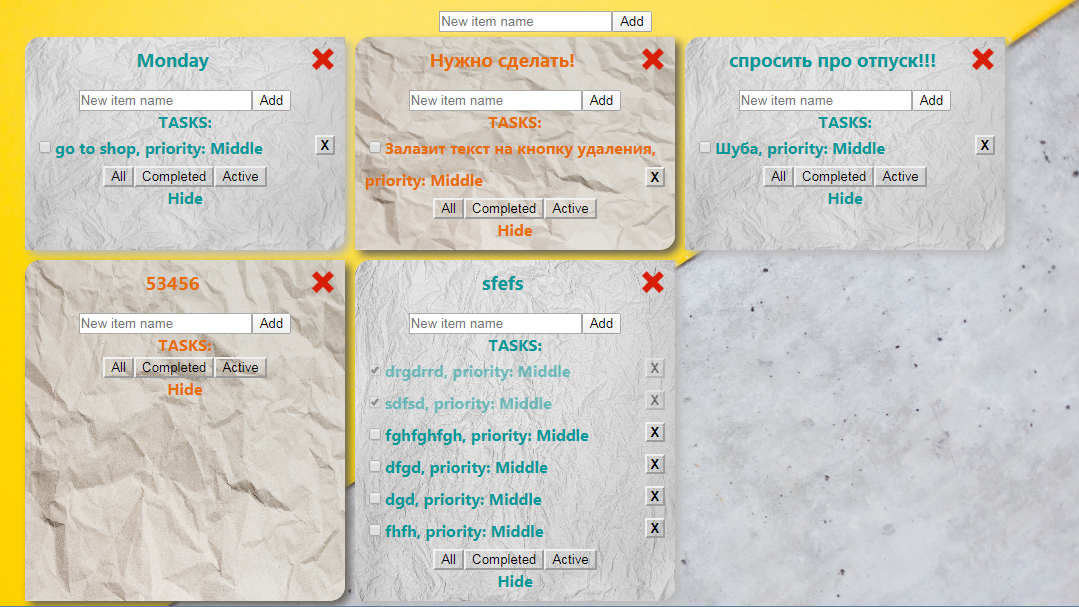 New item name Add
Monday
New item name Add
TASKS:
go to shop, priority: Middle X
All Completed Active
Hide
Нужно сделать!
New item name Add
TASKS:
Залазит текст на кнопку удаления,
priority: Middle X
All Completed Active
Hide
спросить про отпуск!!!
New item name Add
TASKS:
Шуба, priority: Middle X
All Completed Active
Hide
53456
New item name Add
TASKS:
All Completed Active
Hide
sfefs
New item name Add
TASKS:
drgdrrd, priority: Middle X
sdfsd, priority: Middle X
fghfghfgh, priority: Middle X
dfgd, priority: Middle X
dgd, priority: Middle X
fhfh, priority: Middle X
All Completed Active
Hide